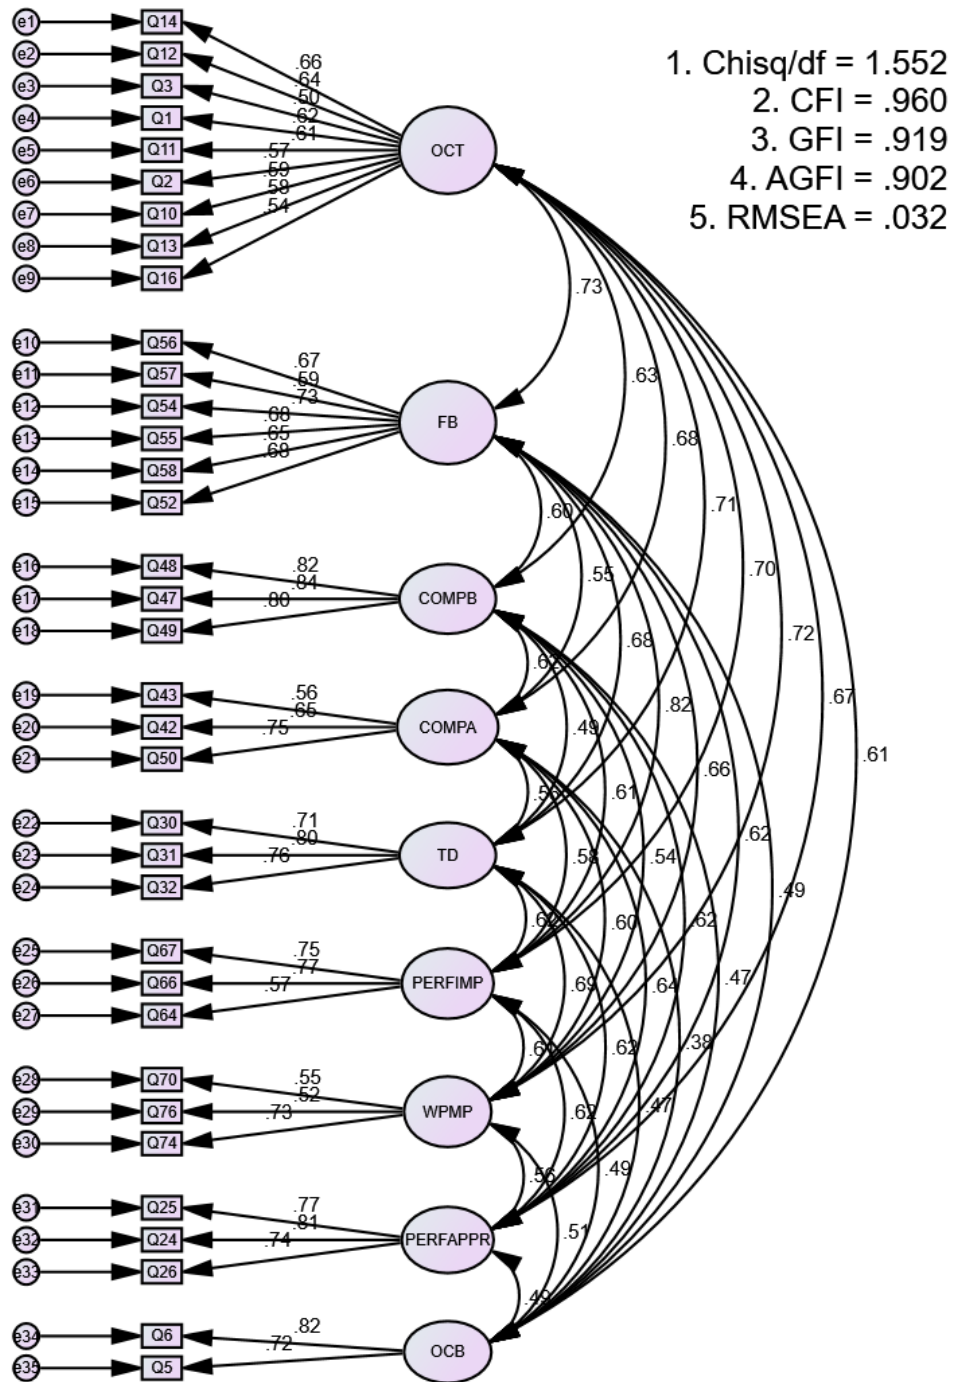 1. Chisq/df = 1.552
2. CFI = .960
3. GFI = .919
4. AGFI = .902
5. RMSEA = .032
e1 Q14
e2 Q12
e3 Q3
e4 Q1
e5 Q11
e6 Q2
e7 Q10
e8 Q13
e9 Q16
.66
.64
.50
.62
.61
.57
.59
.58
.54
OCT
e10 Q56
e11 Q57
e12 Q54
e13 Q55
e14 Q58
e15 Q52
.67
.59
.73
.68
.65
.68
FB
e16 Q48
e17 Q47
e18 Q49
.82
.84
.80
COMPB
e19 Q43
e20 Q42
e21 Q50
.56
.65
.75
COMPA
e22 Q30
e23 Q31
e24 Q32
.71
.80
.76
TD
e25 Q67
e26 Q66
e27 Q64
.75
.77
.57
PERFIMP
e28 Q70
e29 Q76
e30 Q74
.55
.52
.73
WPMP
e31 Q25
e32 Q24
e33 Q26
.77
.81
.74
PERFAPPR
e34 Q6
e35 Q5
.82
.72
OCB
.73
.63
.68
.71
.70
.72
.67
.61
.60
.55
.68
.82
.66
.62
.49
.49
.61
.54
.62
.47
.58
.60
.64
.38
.69
.62
.47
.62
.49
.56
.51
.49